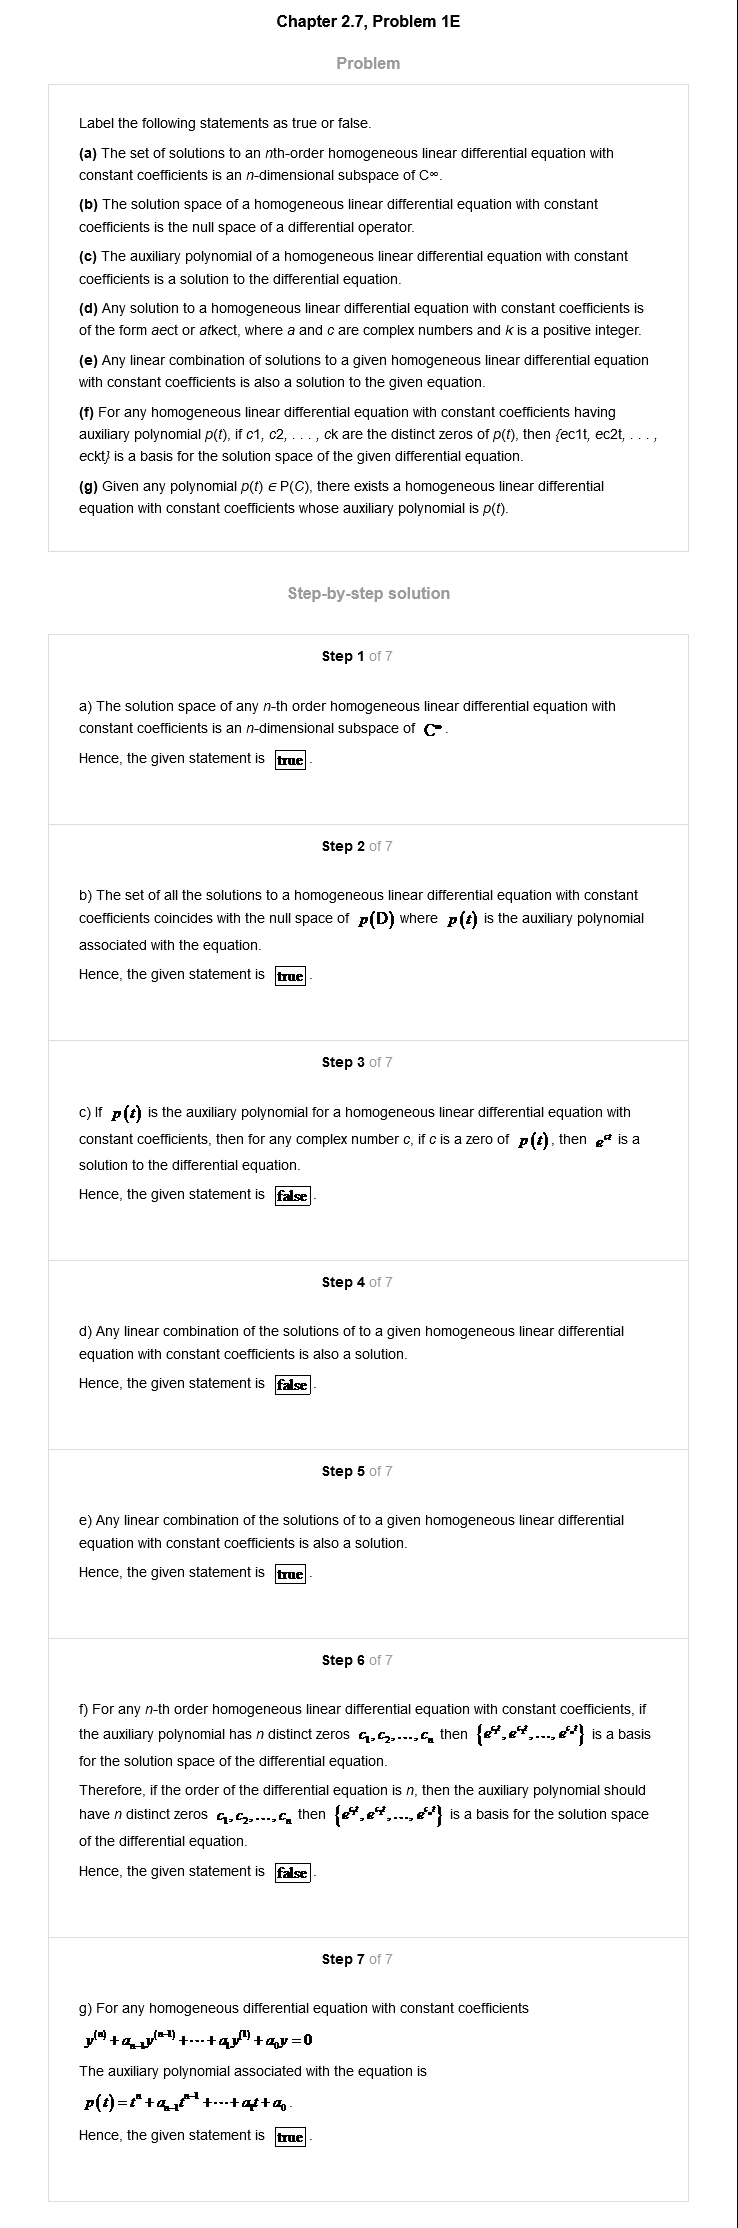 Chapter 2.7, Problem 1E
Problem
Label the following statements as true or false.
(a) The set of solutions to an nth-order homogeneous linear differential equation with
constant coefficients is an n-dimensional subspace of C∞.
(b) The solution space of a homogeneous linear differential equation with constant
coefficients is the null space of a differential operator.
(c) The auxiliary polynomial of a homogeneous linear differential equation with constant
coefficients is a solution to the differential equation.
(d) Any solution to a homogeneous linear differential equation with constant coefficients is
of the form aect or atkect, where a and c are complex numbers and k is a positive integer.
(e) Any linear combination of solutions to a given homogeneous linear differential equation
with constant coefficients is also a solution to the given equation.
(f) For any homogeneous linear differential equation with constant coefficients having
auxiliary polynomial p(t), if c1, c2, . . . , ck are the distinct zeros of p(t), then {ec1t, ec2t, . . . ,
eckt} is a basis for the solution space of the given differential equation.
(g) Given any polynomial p(t) ∈ P(C), there exists a homogeneous linear differential
equation with constant coefficients whose auxiliary polynomial is p(t).
Step-by-step solution
Step 1 of 7
a) The solution space of any n-th order homogeneous linear differential equation with
constant coefficients is an n-dimensional subspace of C^∞.
Hence, the given statement is true.
Step 2 of 7
b) The set of all the solutions to a homogeneous linear differential equation with constant
coefficients coincides with the null space of p(D) where p(t) is the auxiliary polynomial
associated with the equation.
Hence, the given statement is true.
Step 3 of 7
c) If p(t) is the auxiliary polynomial for a homogeneous linear differential equation with
constant coefficients, then for any complex number c, if c is a zero of p(t), then e^{ct} is a
solution to the differential equation.
Hence, the given statement is false.
Step 4 of 7
d) Any linear combination of the solutions of to a given homogeneous linear differential
equation with constant coefficients is also a solution.
Hence, the given statement is false.
Step 5 of 7
e) Any linear combination of the solutions of to a given homogeneous linear differential
equation with constant coefficients is also a solution.
Hence, the given statement is true.
Step 6 of 7
f) For any n-th order homogeneous linear differential equation with constant coefficients, if
the auxiliary polynomial has n distinct zeros c_1, c_2, ..., c_n then {e^{c_1 t}, e^{c_2 t}, ..., e^{c_n t}} is a basis
for the solution space of the differential equation.
Therefore, if the order of the differential equation is n, then the auxiliary polynomial should
have n distinct zeros c_1, c_2, ..., c_n then {e^{c_1 t}, e^{c_2 t}, ..., e^{c_n t}} is a basis for the solution space
of the differential equation.
Hence, the given statement is false.
Step 7 of 7
g) For any homogeneous differential equation with constant coefficients
y^{(n)} + a_{n-1}y^{(n-1)} + ··· + a_1y^{(1)} + a_0y = 0
The auxiliary polynomial associated with the equation is
p(t) = t^n + a_{n-1}t^{n-1} + ··· + a_1t + a_0.
Hence, the given statement is true.